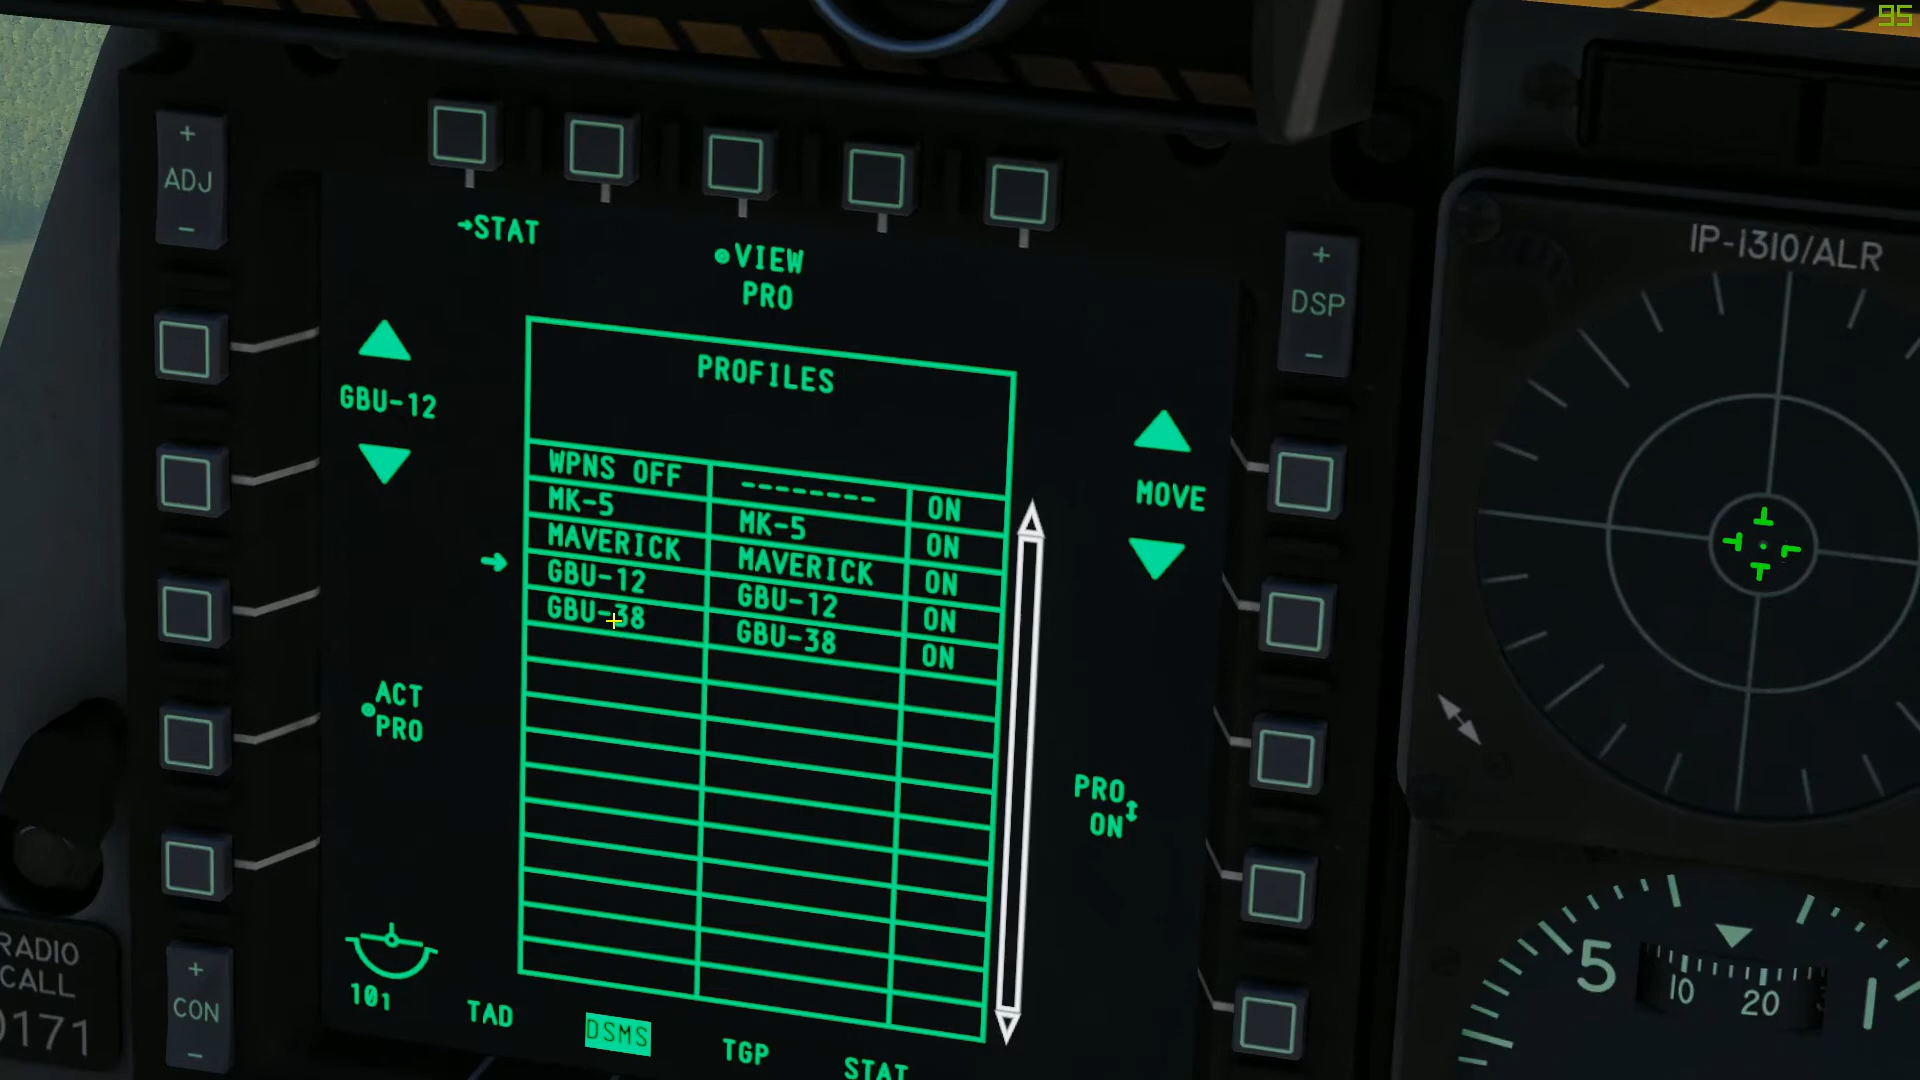 95
+
ADJ
-
→STAT
VIEW
PRO
+
DSP
-
IP-1310/ALR
GBU-12
PROFILES
MOVE
WPNS OFF -------- ON
MK-5 MK-5 ON
MAVERICK MAVERICK ON
→ GBU-12 GBU-12 ON
GBU-38 GBU-38 ON
ACT
PRO
PRO
ON
RADIO
CALL
0171
+
CON
-
101
TAD
DSMS
TGP
STAT
5
10
20
1